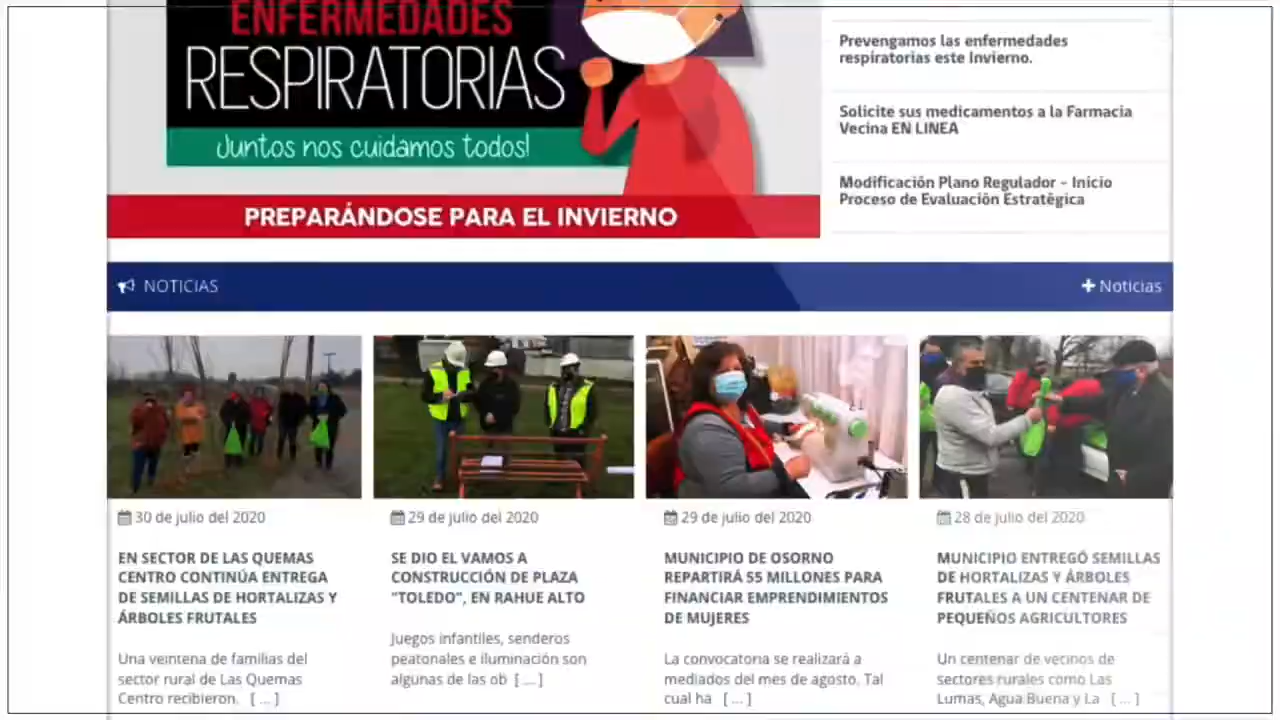 ENFERMEDADES
RESPIRATORIAS
Juntos nos cuidamos todos!
PREPARÁNDOSE PARA EL INVIERNO
Prevengamos las enfermedades
respiratorias este Invierno.
Solicite sus medicamentos a la Farmacia
Vecina EN LINEA
Modificación Plano Regulador - Inicio
Proceso de Evaluación Estratégica
NOTICIAS
+ Noticias
30 de julio del 2020
EN SECTOR DE LAS QUEMAS
CENTRO CONTINÚA ENTREGA
DE SEMILLAS DE HORTALIZAS Y
ÁRBOLES FRUTALES
Una veintena de familias del
sector rural de Las Quemas
Centro recibieron, [ ... ]
29 de julio del 2020
SE DIO EL VAMOS A
CONSTRUCCIÓN DE PLAZA
"TOLEDO", EN RAHUE ALTO
Juegos infantiles, senderos
peatonales e iluminación son
algunas de las ob [ ... ]
29 de julio del 2020
MUNICIPIO DE OSORNO
REPARTIRÁ 55 MILLONES PARA
FINANCIAR EMPRENDIMIENTOS
DE MUJERES
La convocatoria se realizará a
mediados del mes de agosto. Tal
cual ha [ ... ]
28 de julio del 2020
MUNICIPIO ENTREGÓ SEMILLAS
DE HORTALIZAS Y ÁRBOLES
FRUTALES A UN CENTENAR DE
PEQUEÑOS AGRICULTORES
Un centenar de vecinos de
sectores rurales como Las
Lumas, Agua Buena y La [ ... ]